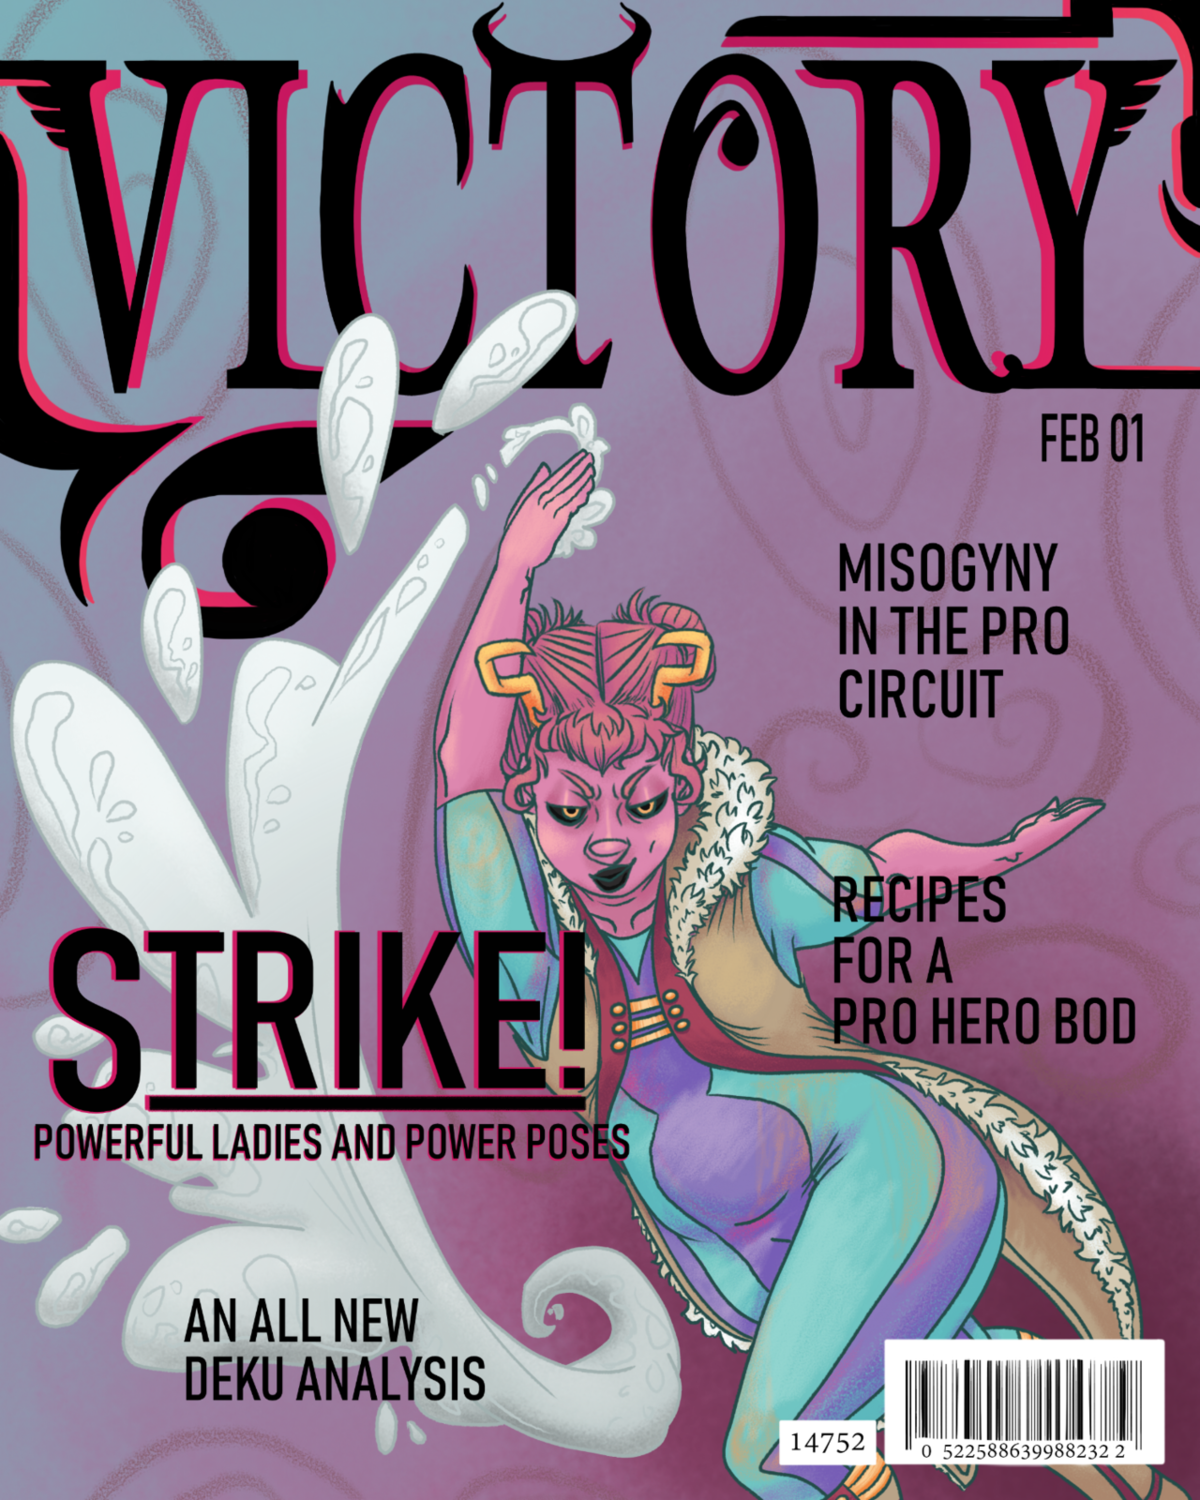 VICTORY
FEB 01
MISOGYNY
IN THE PRO
CIRCUIT
RECIPES
FOR A
PRO HERO BOD
STRIKE!
POWERFUL LADIES AND POWER POSES
AN ALL NEW
DEKU ANALYSIS
14752
0 522588639988232 2